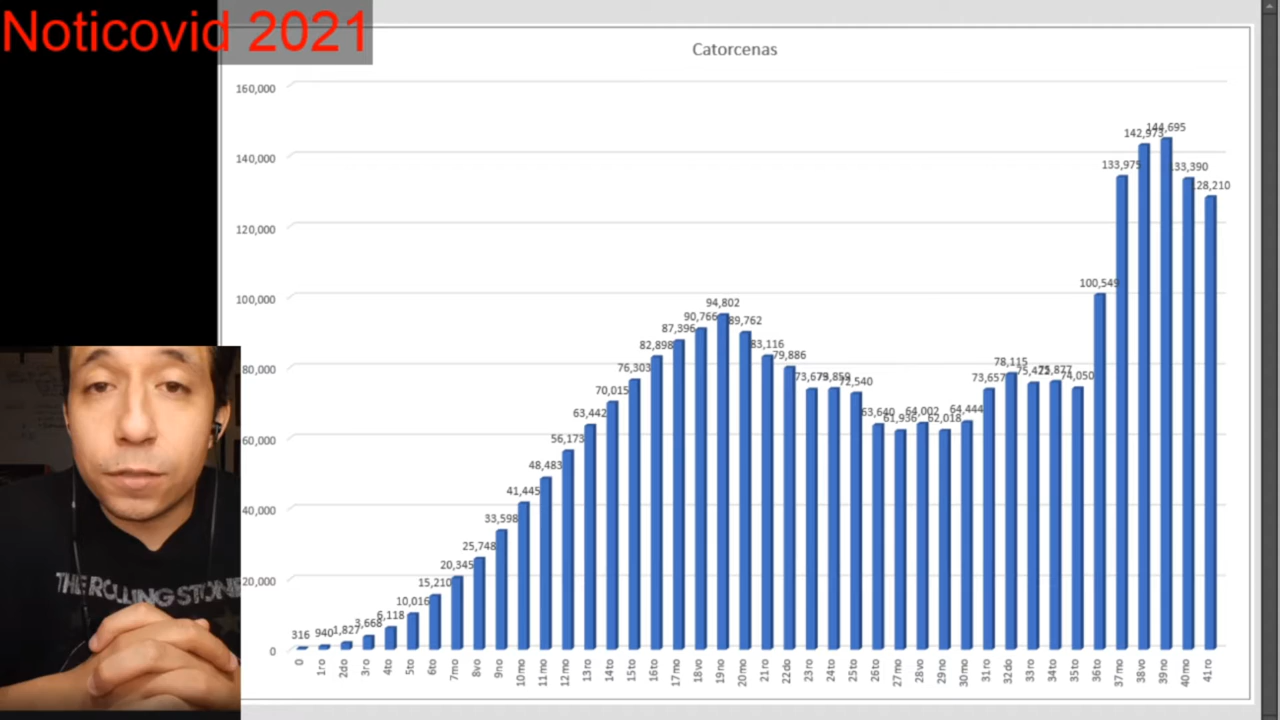 Noticovid 2021
Catorcenas
160,000
140,000
120,000
100,000
80,000
60,000
40,000
20,000
0
316
940
1,827
3,668
6,118
10,016
15,210
20,345
25,748
33,598
41,445
48,483
56,173
63,442
70,015
76,303
82,898
87,396
90,766
94,802
89,762
83,116
79,886
73,679
73,859
72,540
63,640
61,936
64,002
62,018
64,444
73,657
78,115
74,050
100,549
133,975
142,973
144,695
133,390
128,210
0
1ro
2do
3ro
4to
5to
6to
7mo
8vo
9no
10mo
11mo
12mo
13ro
14to
15to
16to
17mo
18vo
19no
20mo
21ro
22do
23ro
24to
25to
26to
27mo
28vo
29no
30mo
31ro
32do
33ro
34to
35to
36to
37mo
38vo
39no
40mo
41ro
THE ROLLING STONE